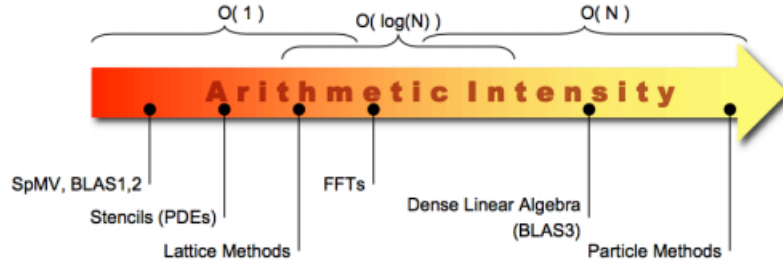 O( 1 )
O( log(N) )
O( N )
Arithmetic Intensity
SpMV, BLAS1,2
FFTs
Stencils (PDEs)
Dense Linear Algebra
(BLAS3)
Lattice Methods
Particle Methods